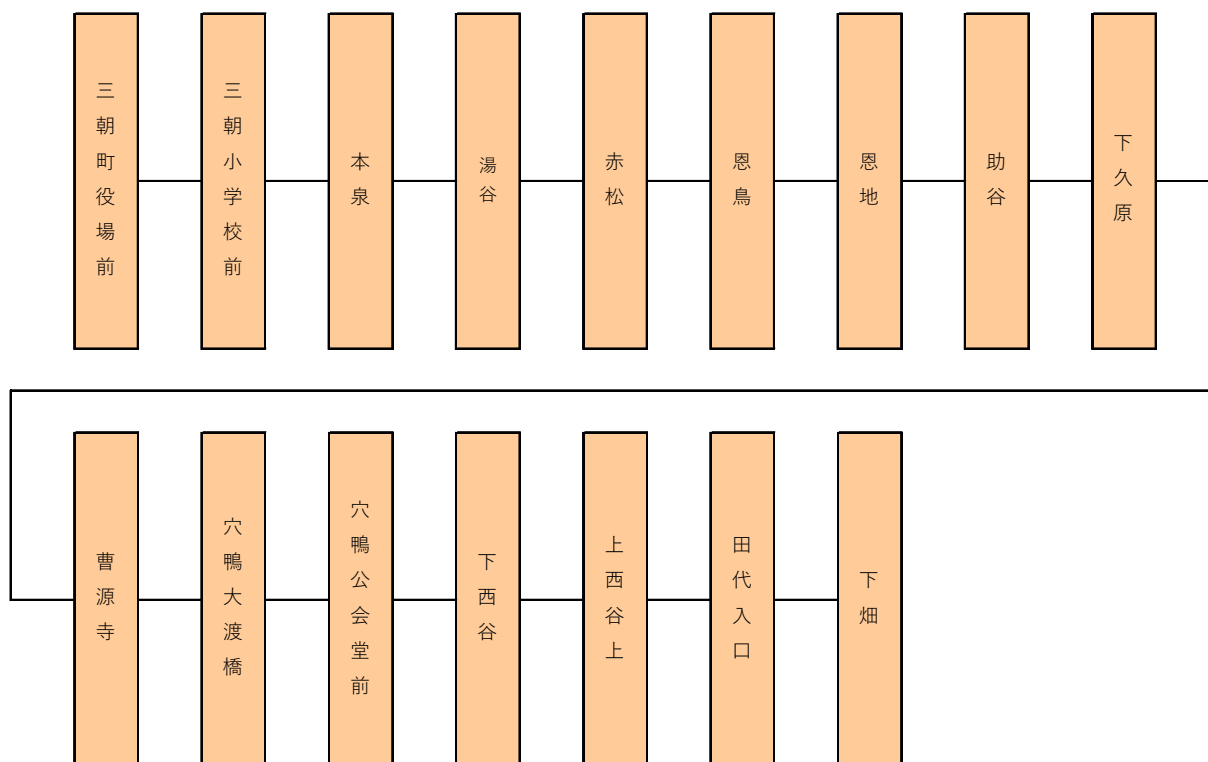 三朝町役場前
三朝小学校前
本泉
湯谷
赤松
恩鳥
恩地
助谷
下久原
曹源寺
穴鴨大渡橋
穴鴨公会堂前
下西谷
上西谷上
田代入口
下畑